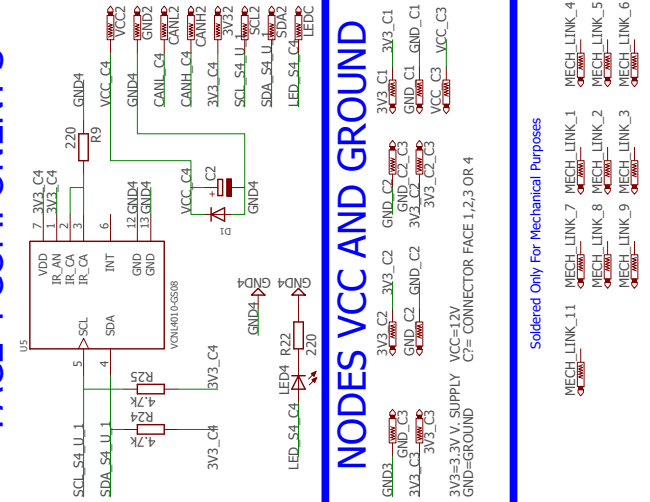 VCC2
GND2
CANL2
CANH2
3V32
SCL2
SDA2
LEDC
VCC_C4
GND4
CANL_C4
CANH_C4
3V3_C4
SCL_S4_U_1
SDA_S4_U_1
LED_S4_C4
GND4
220
R9
3V3_C4
3V3_C4
GND4
GND4
7
1
2
3
6
12
13
VDD
IR_AN
IR_CA
IR_CA
INT
GND
GND
SCL
SDA
U5
VCNL4010-GS08
5
4
VCC_C4
C2
+
GND4
D1
R25
4.7K
3V3_C4
R24
4.7K
3V3_C4
SCL_S4_U_1
SDA_S4_U_1
GND4
GND4
GND4
R22
220
LED4
LED_S4_C4
NODES VCC AND GROUND
3V3_C1
GND_C1
VCC_C3
3V3_C1
GND_C1
VCC_C3
GND_C2_C3
3V3_C2_C3
GND_C2
3V3_C2
3V3_C2
GND_C2
3V3_C2
GND_C2
GND_C3
3V3_C3
GND3
3V3_C3
3V3=3.3V V. SUPPLY
VCC=12V
GND=GROUND
C?= CONNECTOR FACE 1,2,3 OR 4
Soldered Only For Mechanical Purposes
MECH_LINK_4
MECH_LINK_5
MECH_LINK_6
MECH_LINK_1
MECH_LINK_2
MECH_LINK_3
MECH_LINK_7
MECH_LINK_8
MECH_LINK_9
MECH_LINK_11